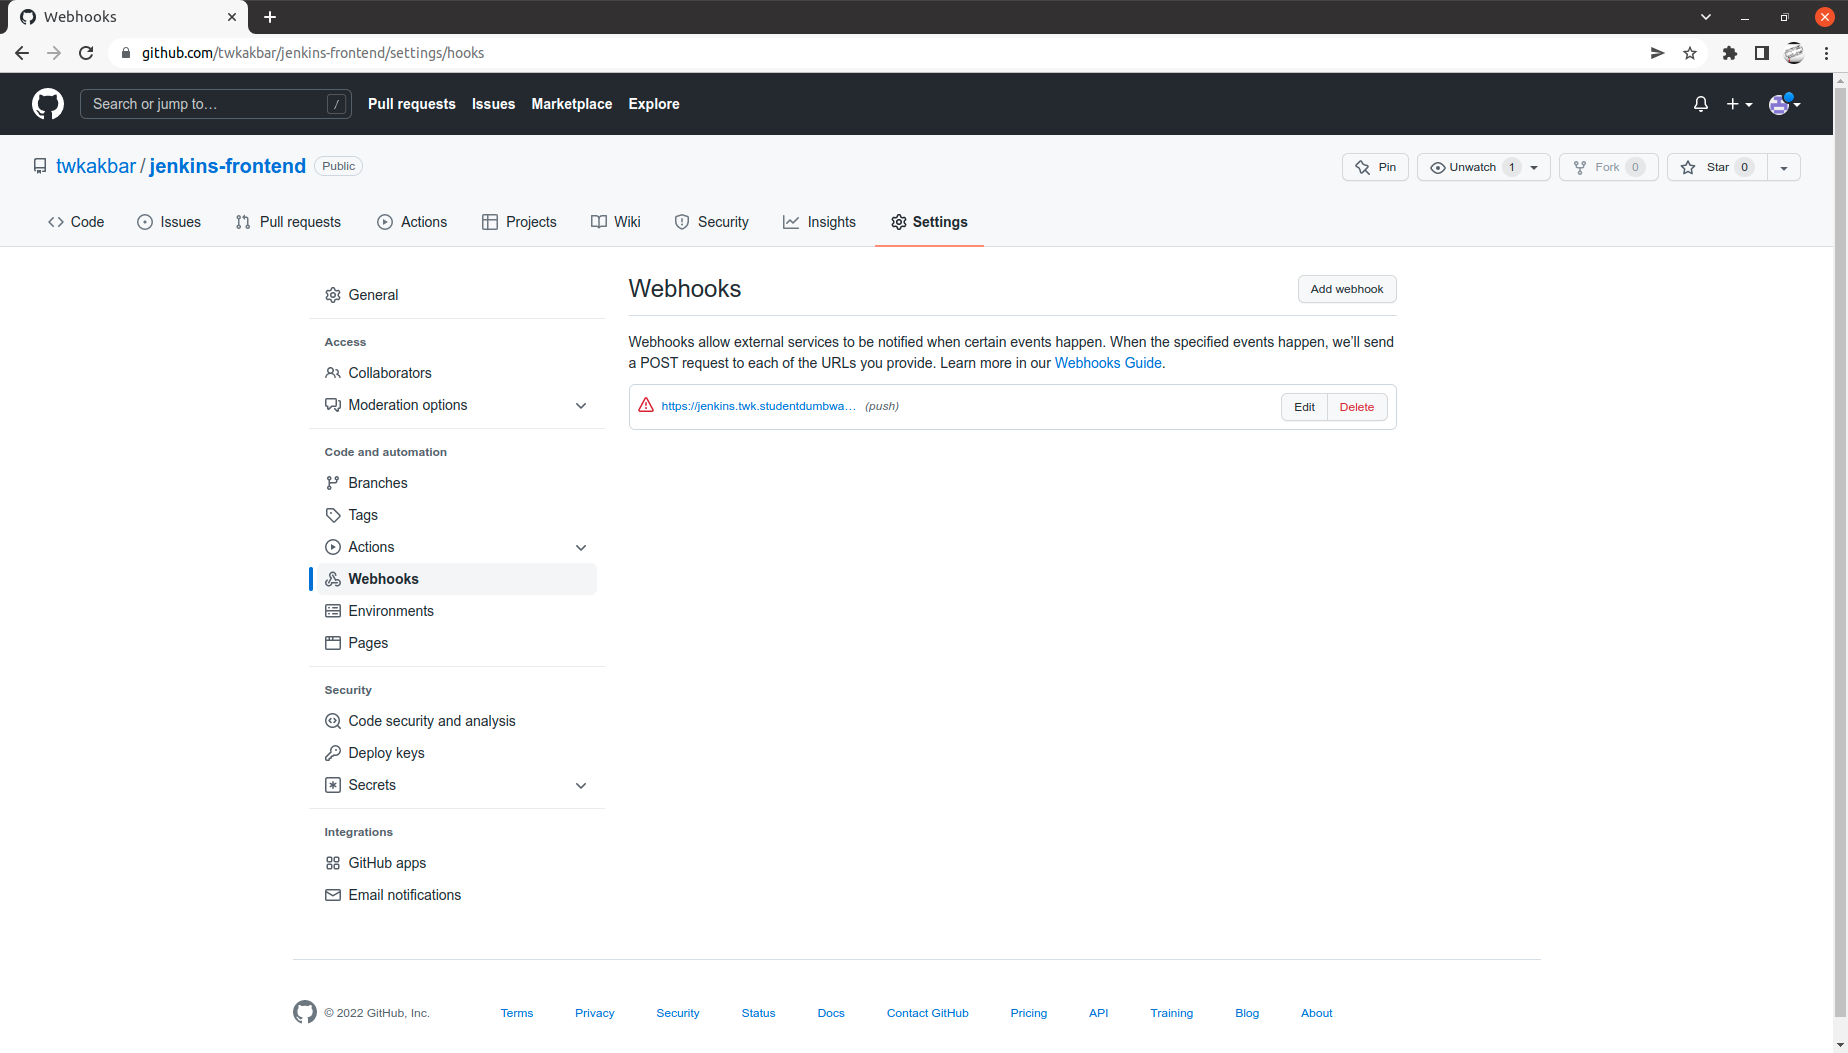 Webhooks
github.com/twkakbar/jenkins-frontend/settings/hooks
Search or jump to… /
Pull requests Issues Marketplace Explore
twkakbar / jenkins-frontend Public
Pin Unwatch 1 Fork 0 Star 0
Code Issues Pull requests Actions Projects Wiki Security Insights Settings
General
Access
Collaborators
Moderation options
Code and automation
Branches
Tags
Actions
Webhooks
Environments
Pages
Security
Code security and analysis
Deploy keys
Secrets
Integrations
GitHub apps
Email notifications
Webhooks
Add webhook
Webhooks allow external services to be notified when certain events happen. When the specified events happen, we’ll send
a POST request to each of the URLs you provide. Learn more in our Webhooks Guide.
https://jenkins.twk.studentdumbwa… (push)
Edit Delete
© 2022 GitHub, Inc. Terms Privacy Security Status Docs Contact GitHub Pricing API Training Blog About